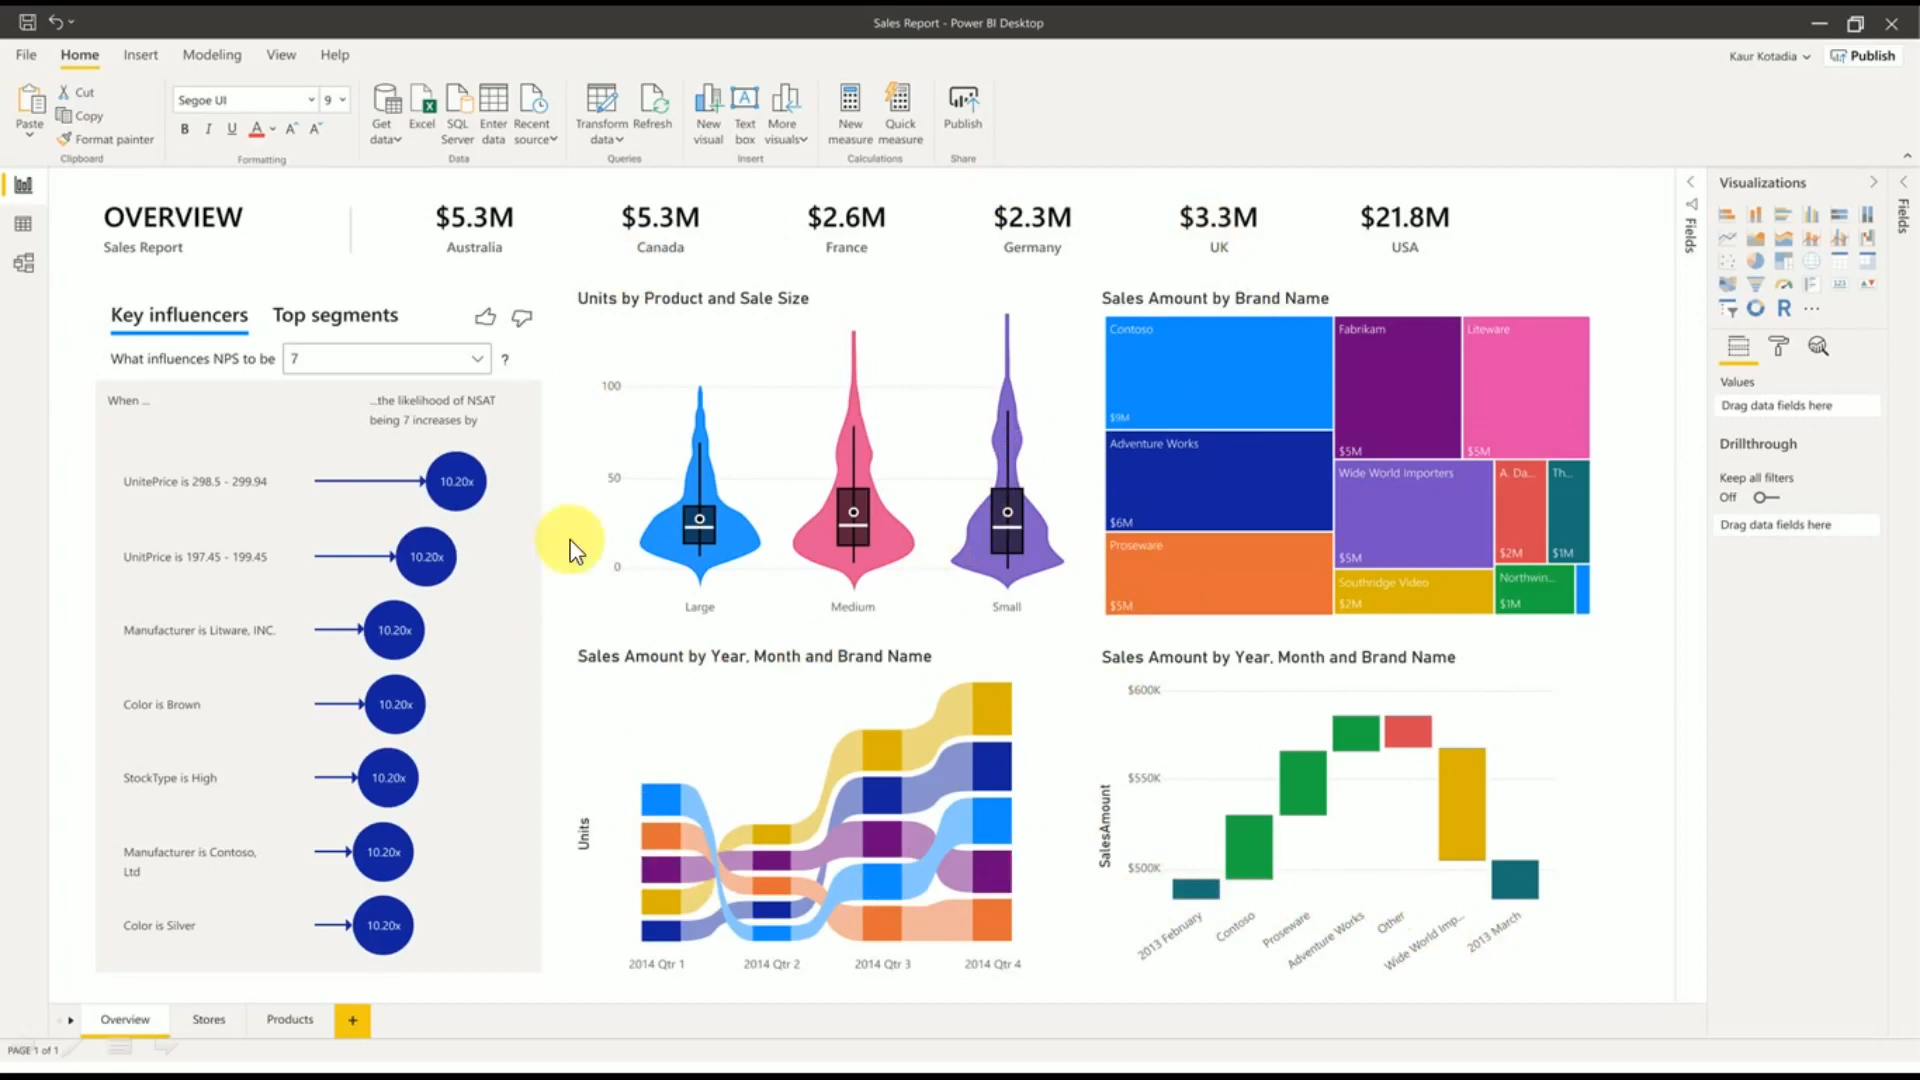 Sales Report - Power BI Desktop
File Home Insert Modeling View Help
Kaur Kotadia
Publish
Paste
Cut
Copy
Format painter
Clipboard
Segoe UI
9
B I U A A A
Formatting
Get data
Excel
SQL Server
Enter data
Recent source
Data
Transform data
Refresh
Queries
New visual
Text box
More visuals
Insert
New measure
Quick measure
Calculations
Publish
Share
OVERVIEW
Sales Report
$5.3M
Australia
$5.3M
Canada
$2.6M
France
$2.3M
Germany
$3.3M
UK
$21.8M
USA
Key influencers
Top segments
What influences NPS to be
7
?
When ...
...the likelihood of NSAT
being 7 increases by
UnitePrice is 298.5 - 299.94
10.20x
UnitPrice is 197.45 - 199.45
10.20x
Manufacturer is Litware, INC.
10.20x
Color is Brown
10.20x
StockType is High
10.20x
Manufacturer is Contoso,
Ltd
10.20x
Color is Silver
10.20x
Units by Product and Sale Size
100
50
0
Large
Medium
Small
Sales Amount by Brand Name
Contoso
$9M
Adventure Works
$6M
Proseware
$5M
Fabrikam
$5M
Liteware
$5M
Wide World Importers
$5M
Southridge Video
$2M
A. Da...
$2M
Th...
$1M
Northwin...
$1M
Sales Amount by Year, Month and Brand Name
Units
2014 Qtr 1
2014 Qtr 2
2014 Qtr 3
2014 Qtr 4
Sales Amount by Year, Month and Brand Name
SalesAmount
$600K
$550K
$500K
2013 February
Contoso
Proseware
Adventure Works
Other
Wide World Imp...
2013 March
Fields
Visualizations
123
R
...
Values
Drag data fields here
Drillthrough
Keep all filters
Off
Drag data fields here
Fields
Overview
Stores
Products
+
PAGE 1 of 1